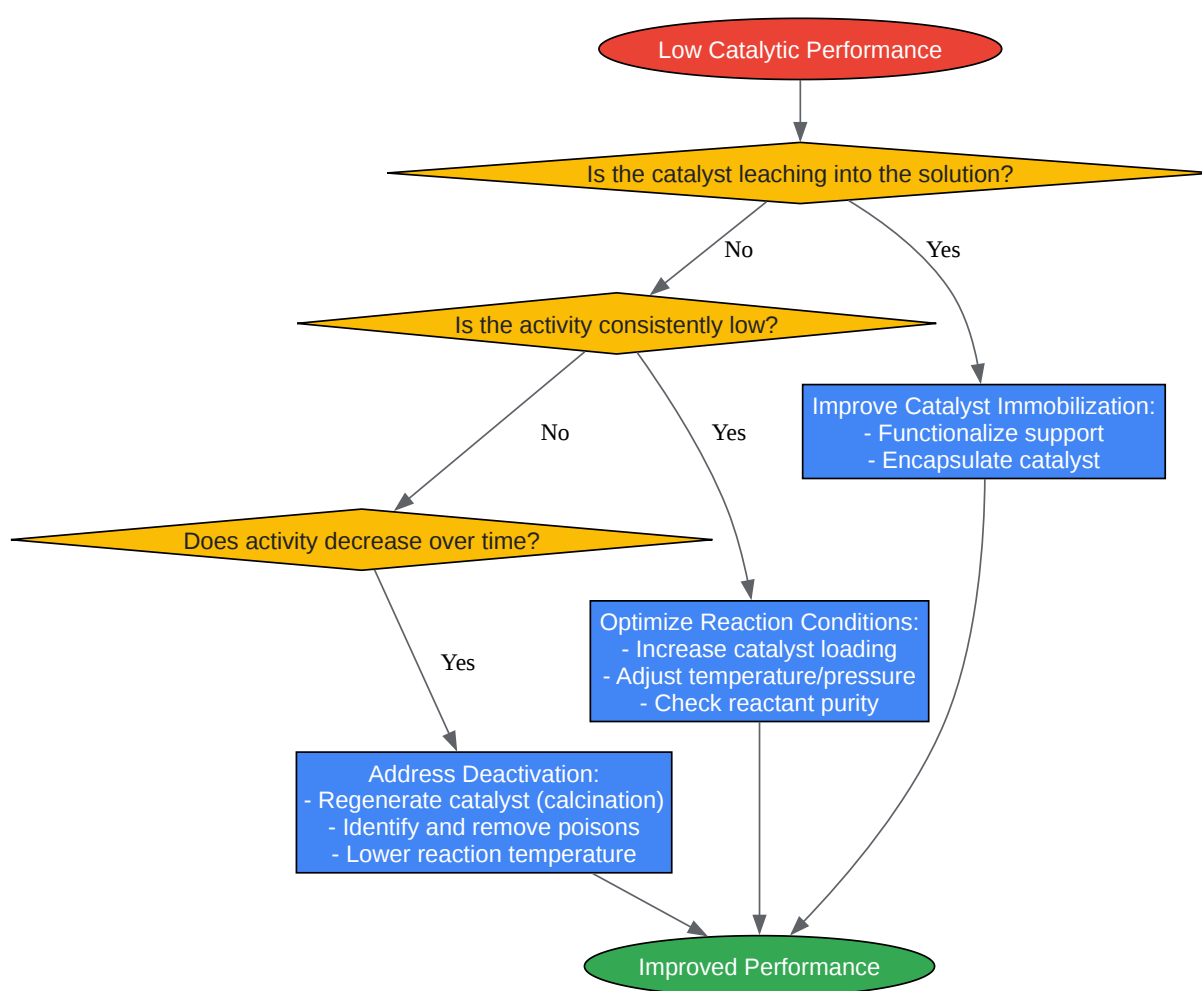 Low Catalytic Performance
Is the catalyst leaching into the solution?
No
Yes
Is the activity consistently low?
Improve Catalyst Immobilization:
- Functionalize support
- Encapsulate catalyst
No
Yes
Does activity decrease over time?
Optimize Reaction Conditions:
- Increase catalyst loading
- Adjust temperature/pressure
- Check reactant purity
Yes
Address Deactivation:
- Regenerate catalyst (calcination)
- Identify and remove poisons
- Lower reaction temperature
Improved Performance